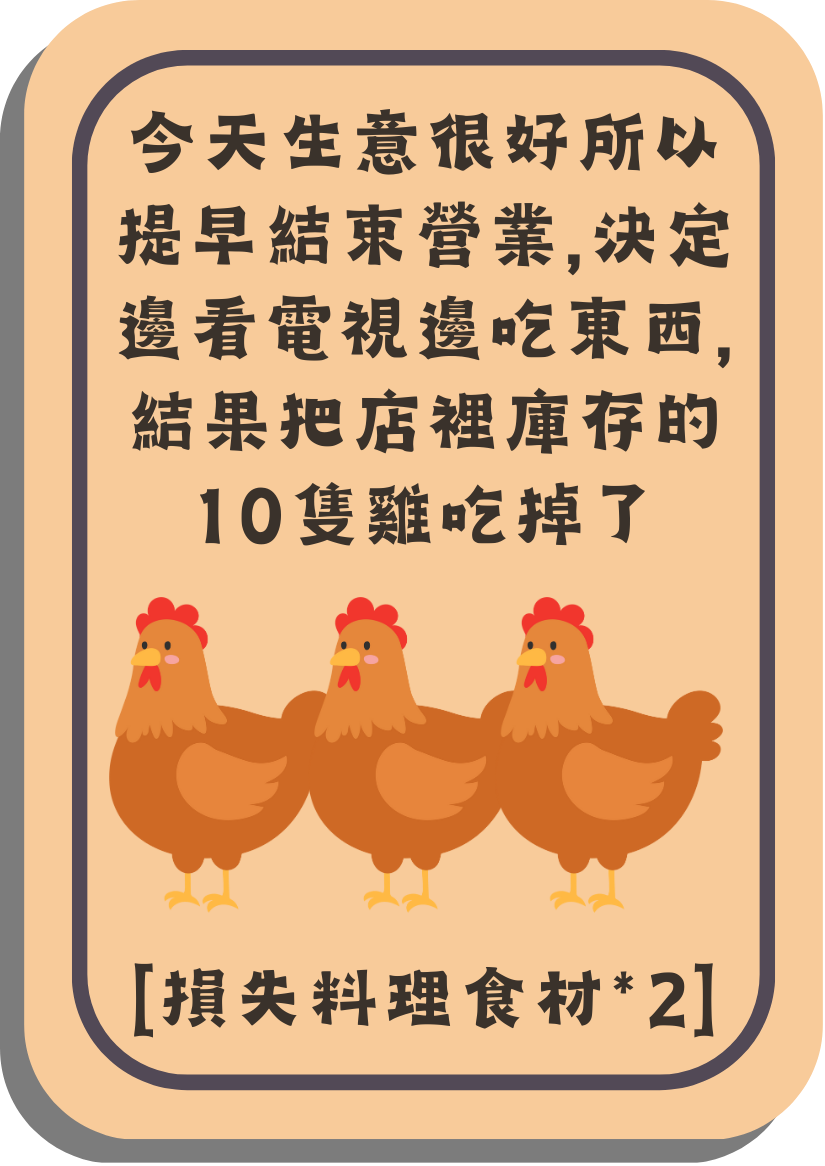 今天生意很好所以
提早結束營業,決定
邊看電視邊吃東西,
結果把店裡庫存的
10隻雞吃掉了
[損失料理食材*2]